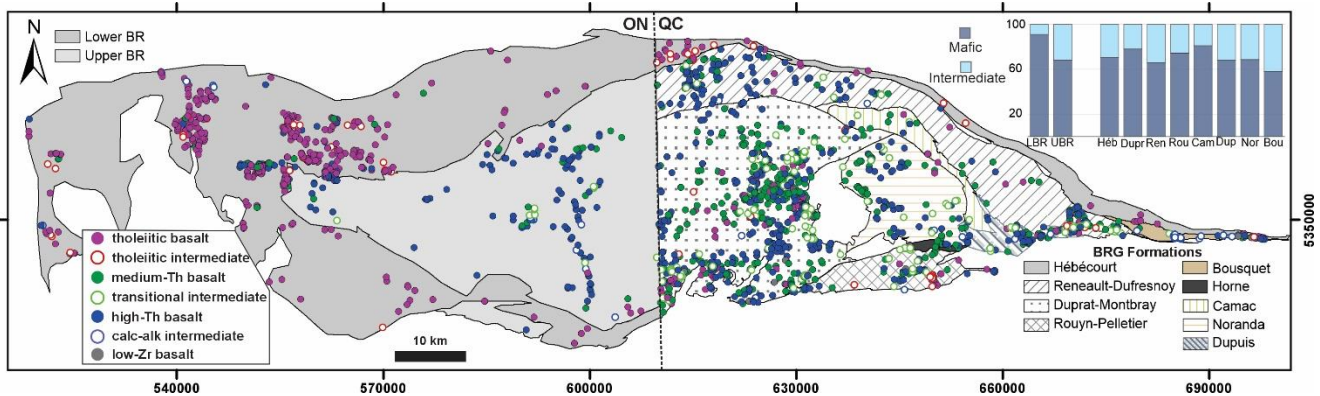 N
Lower BR
Upper BR
ON
QC
Mafic
Intermediate
100
60
20
LBR UBR Héb Dupr Ren Rou Cam Dup Nor Bou
5350000
tholeiitic basalt
tholeiitic intermediate
medium-Th basalt
transitional intermediate
high-Th basalt
calc-alk intermediate
low-Zr basalt
10 km
BRG Formations
Hébécourt
Reneault-Dufresnoy
Duprat-Montbray
Rouyn-Pelletier
Bousquet
Horne
Camac
Noranda
Dupuis
540000
570000
600000
630000
660000
690000